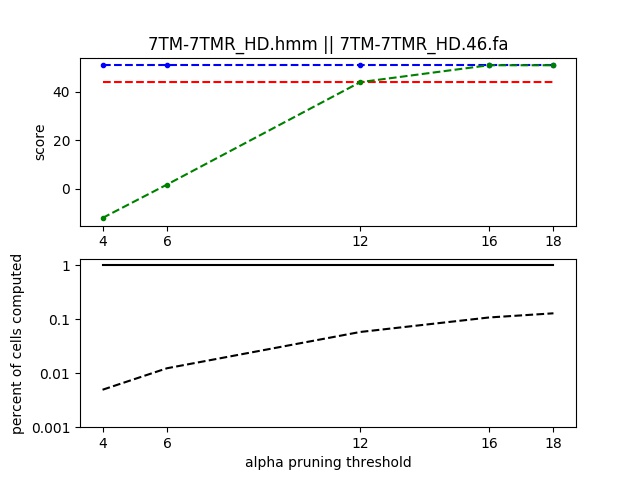 7TM-7TMR_HD.hmm || 7TM-7TMR_HD.46.fa
score
40
20
0
4 6 12 16 18
percent of cells computed
1
0.1
0.01
0.001
4 6 12 16 18
alpha pruning threshold